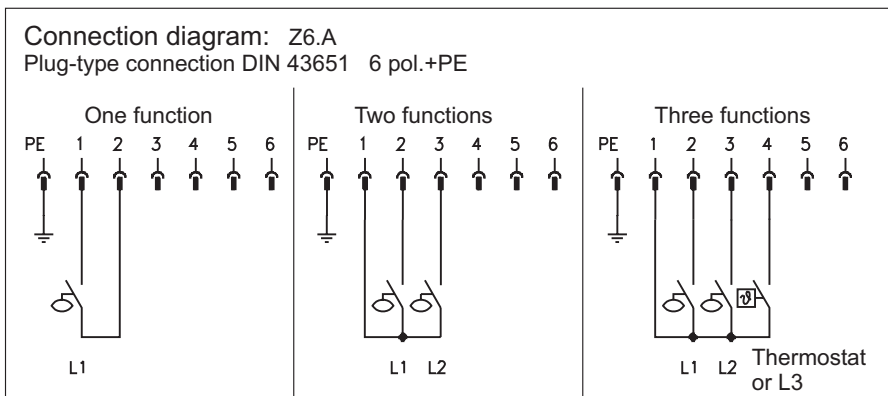 Connection diagram: Z6.A
Plug-type connection DIN 43651 6 pol.+PE
One function
PE 1 2 3 4 5 6
L1
Two functions
PE 1 2 3 4 5 6
L1 L2
Three functions
PE 1 2 3 4 5 6
ϑ
L1 L2 Thermostat
or L3